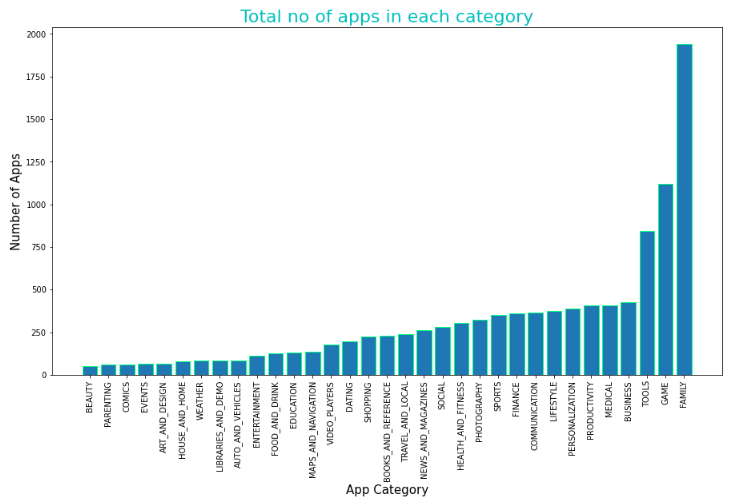 Total no of apps in each category
2000
1750
1500
1250
1000
750
500
250
0
Number of Apps
BEAUTY
PARENTING
COMICS
EVENTS
ART_AND_DESIGN
HOUSE_AND_HOME
WEATHER
LIBRARIES_AND_DEMO
AUTO_AND_VEHICLES
ENTERTAINMENT
FOOD_AND_DRINK
EDUCATION
MAPS_AND_NAVIGATION
VIDEO_PLAYERS
DATING
SHOPPING
BOOKS_AND_REFERENCE
TRAVEL_AND_LOCAL
NEWS_AND_MAGAZINES
SOCIAL
HEALTH_AND_FITNESS
PHOTOGRAPHY
SPORTS
FINANCE
COMMUNICATION
LIFESTYLE
PERSONALIZATION
PRODUCTIVITY
MEDICAL
BUSINESS
TOOLS
GAME
FAMILY
App Category